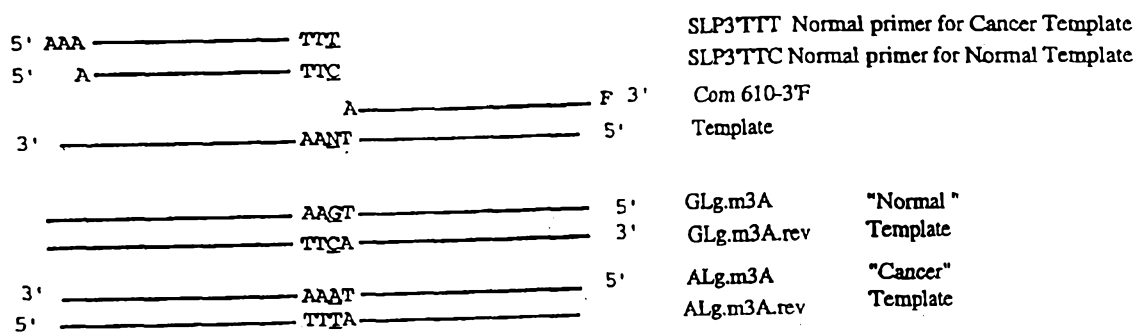 5' AAA TTT SLP3'TTT Normal primer for Cancer Template
5' A TTC SLP3'TTC Normal primer for Normal Template
A F 3' Com 610-3'F
3' AANT 5' Template
AAGT 5' GLg.m3A "Normal"
TTCA 3' GLg.m3A.rev Template
3' AAAT 5' ALg.m3A "Cancer"
5' TTTA ALg.m3A.rev Template